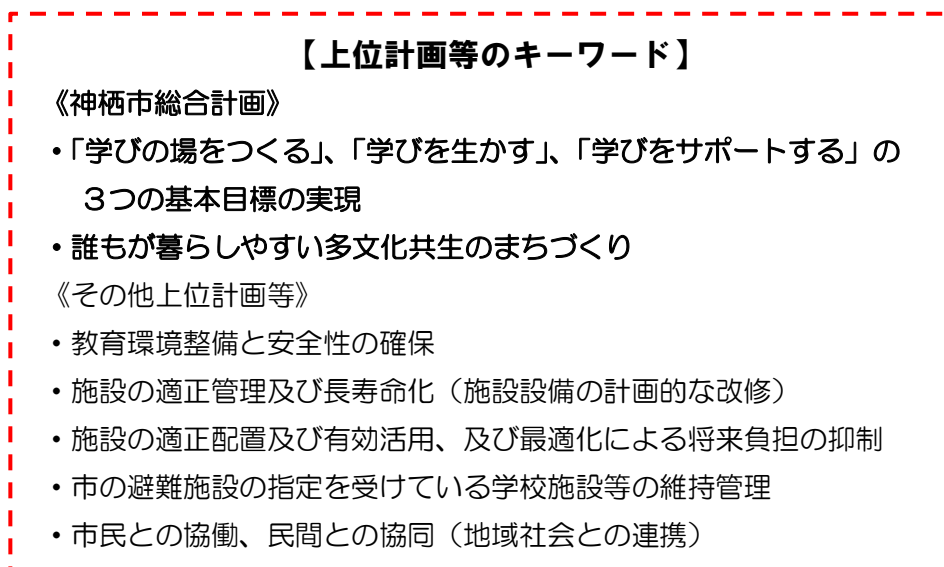 【上位計画等のキーワード】
《神栖市総合計画》
・「学びの場をつくる」、「学びを生かす」、「学びをサポートする」の
３つの基本目標の実現
・誰もが暮らしやすい多文化共生のまちづくり
《その他上位計画等》
・教育環境整備と安全性の確保
・施設の適正管理及び長寿命化（施設設備の計画的な改修）
・施設の適正配置及び有効活用、及び最適化による将来負担の抑制
・市の避難施設の指定を受けている学校施設等の維持管理
・市民との協働、民間との協同（地域社会との連携）